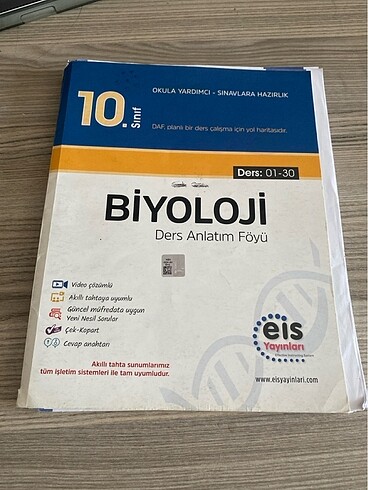 OKULA YARDIMCI - SINAVLARA HAZIRLIK
10. Sınıf
DAF, planlı bir ders çalışma için yol haritasıdır.
Ders: 01-30
BİYOLOJİ
Ders Anlatım Föyü
Video çözümlü
Akıllı tahtaya uyumlu
Güncel müfredata uygun
Yeni Nesil Sorular
Çek-Kopart
Cevap anahtarı
eis
Yayınları
Akıllı tahta sunumlarımız
tüm işletim sistemleri ile tam uyumludur.
www.eisyayinlari.com